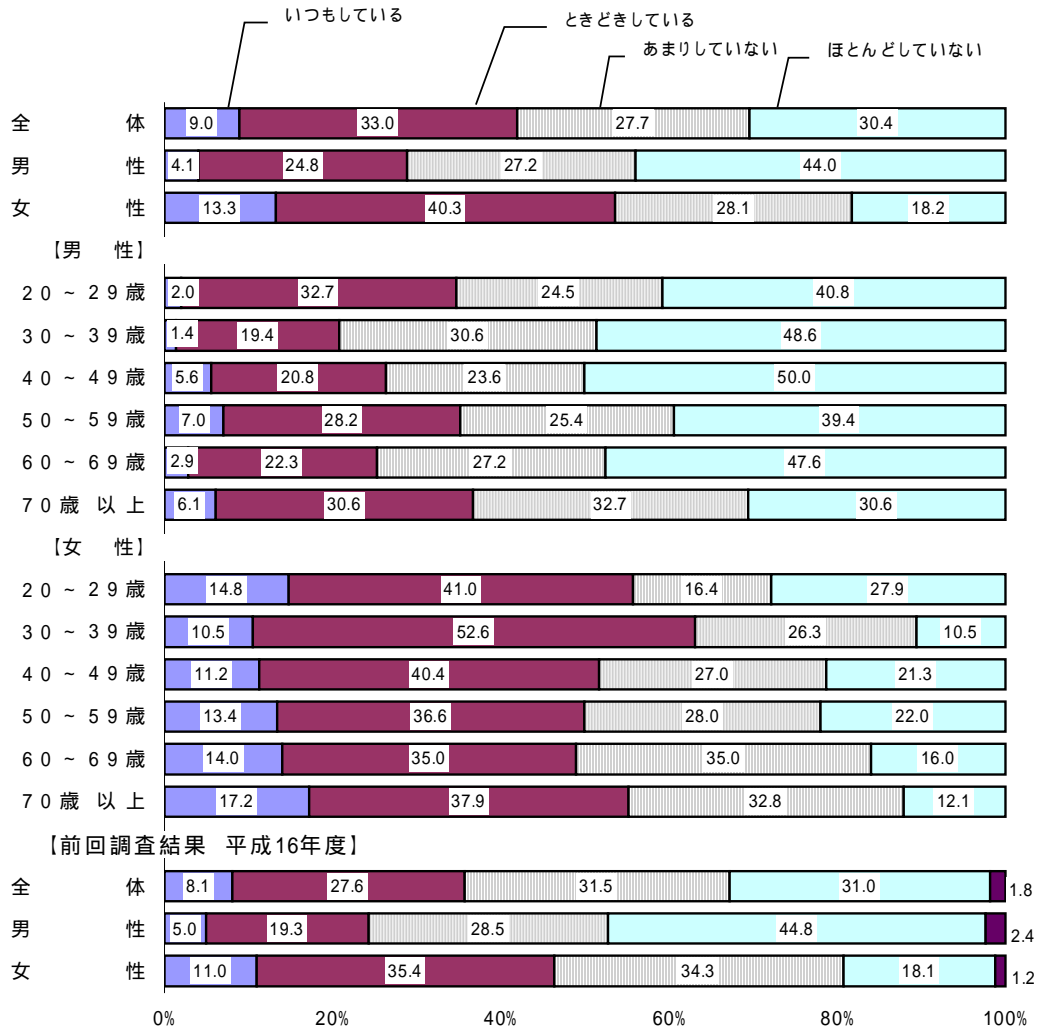 いつもしている ときどきしている
あまりしていない ほとんどしていない
全 体 9.0 33.0 27.7 30.4
男 性 4.1 24.8 27.2 44.0
女 性 13.3 40.3 28.1 18.2
【男 性】
20~29歳 2.0 32.7 24.5 40.8
30~39歳 1.4 19.4 30.6 48.6
40~49歳 5.6 20.8 23.6 50.0
50~59歳 7.0 28.2 25.4 39.4
60~69歳 2.9 22.3 27.2 47.6
70歳以上 6.1 30.6 32.7 30.6
【女 性】
20~29歳 14.8 41.0 16.4 27.9
30~39歳 10.5 52.6 26.3 10.5
40~49歳 11.2 40.4 27.0 21.3
50~59歳 13.4 36.6 28.0 22.0
60~69歳 14.0 35.0 35.0 16.0
70歳以上 17.2 37.9 32.8 12.1
【前回調査結果 平成16年度】
全 体 8.1 27.6 31.5 31.0 1.8
男 性 5.0 19.3 28.5 44.8 2.4
女 性 11.0 35.4 34.3 18.1 1.2
0% 20% 40% 60% 80% 100%